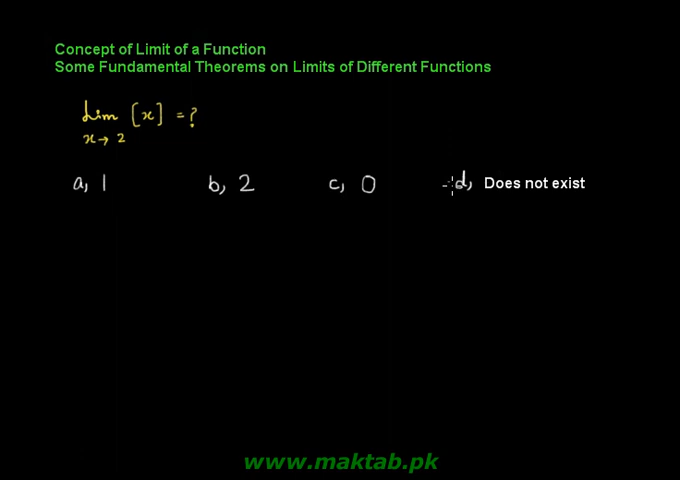 Concept of Limit of a Function
Some Fundamental Theorems on Limits of Different Functions
Lim [x] = ?
x → 2
a, 1 b, 2 c, 0 d, Does not exist
www.maktab.pk